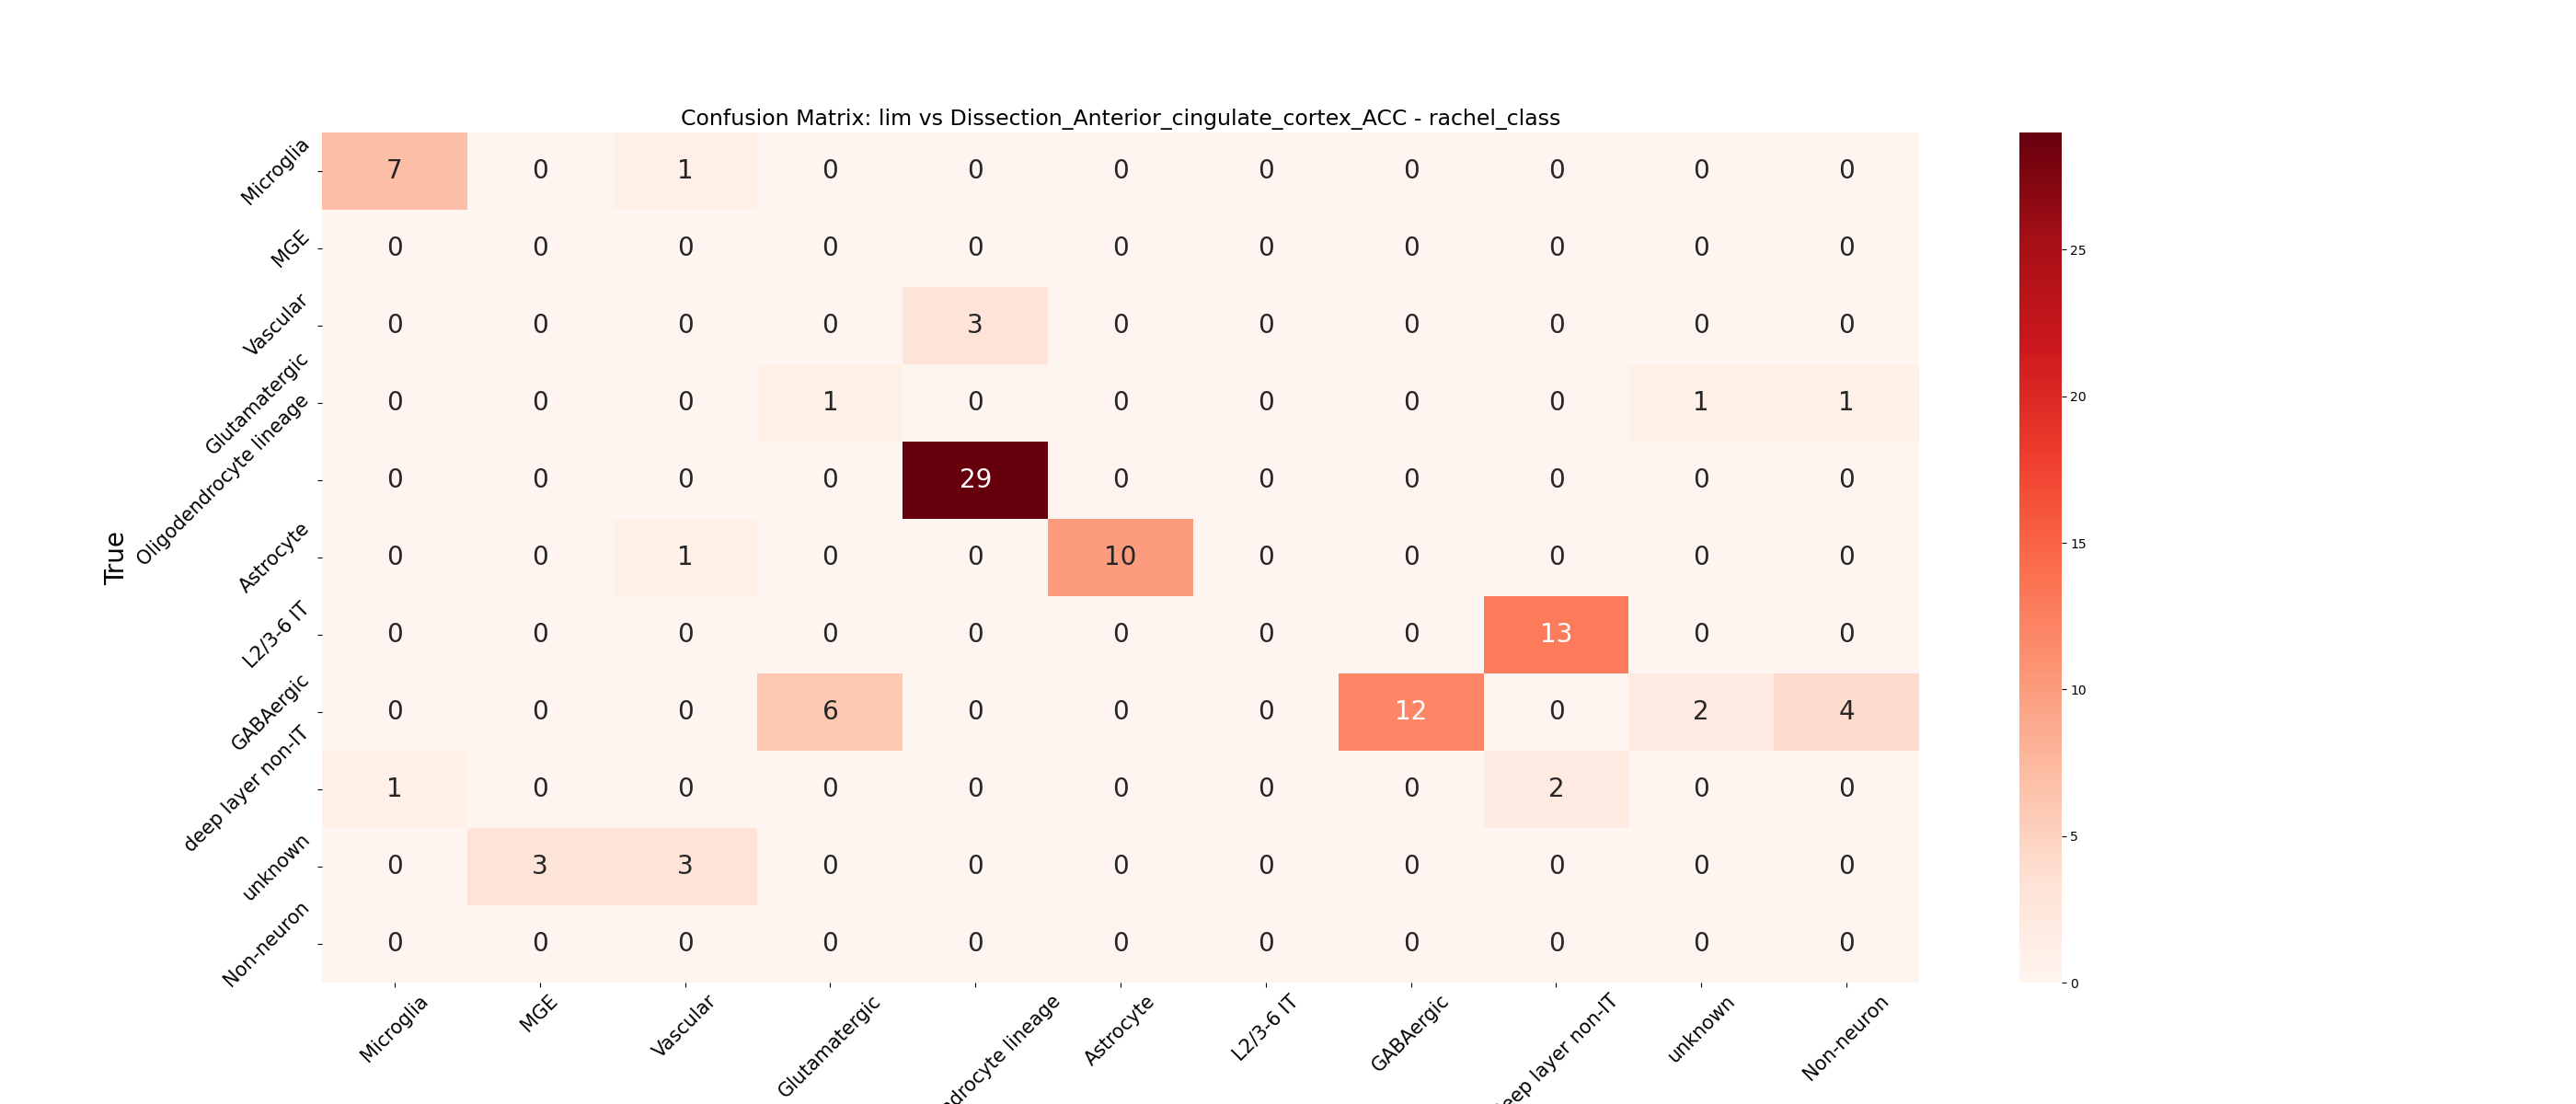 Confusion Matrix: lim vs Dissection_Anterior_cingulate_cortex_ACC - rachel_class
True
Microglia 7 0 1 0 0 0 0 0 0 0 0
MGE 0 0 0 0 0 0 0 0 0 0 0
Vascular 0 0 0 0 3 0 0 0 0 0 0
Glutamatergic 0 0 0 1 0 0 0 0 0 1 1
Oligodendrocyte lineage 0 0 0 0 29 0 0 0 0 0 0
Astrocyte 0 0 1 0 0 10 0 0 0 0 0
L2/3-6 IT 0 0 0 0 0 0 0 0 13 0 0
GABAergic 0 0 0 6 0 0 0 12 0 2 4
deep layer non-IT 1 0 0 0 0 0 0 0 2 0 0
unknown 0 3 3 0 0 0 0 0 0 0 0
Non-neuron 0 0 0 0 0 0 0 0 0 0 0
Microglia
MGE
Vascular
Glutamatergic
lineage
Astrocyte
L2/3-6 IT
GABAergic
layer non-IT
unknown
Non-neuron
25
20
15
10
5
0